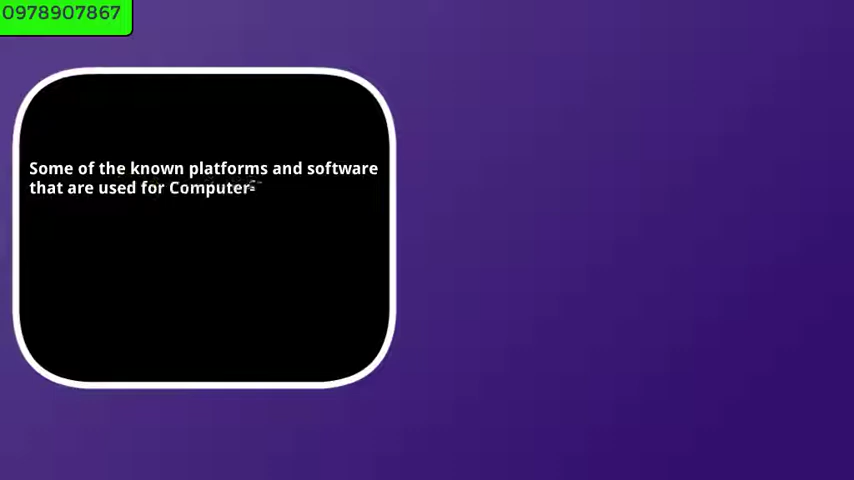 0978907867
Some of the known platforms and software
that are used for Computer-